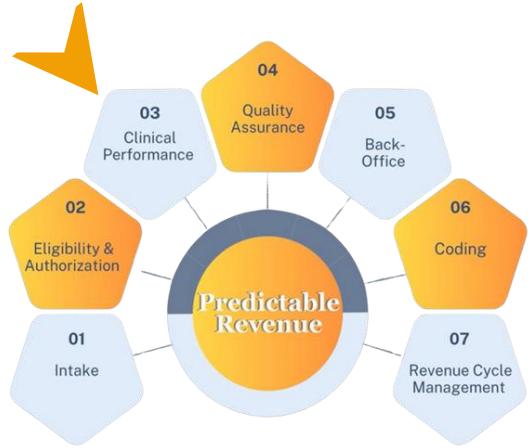 01
Intake
02
Eligibility &
Authorization
03
Clinical
Performance
04
Quality
Assurance
05
Back-
Office
06
Coding
07
Revenue Cycle
Management
Predictable
Revenue